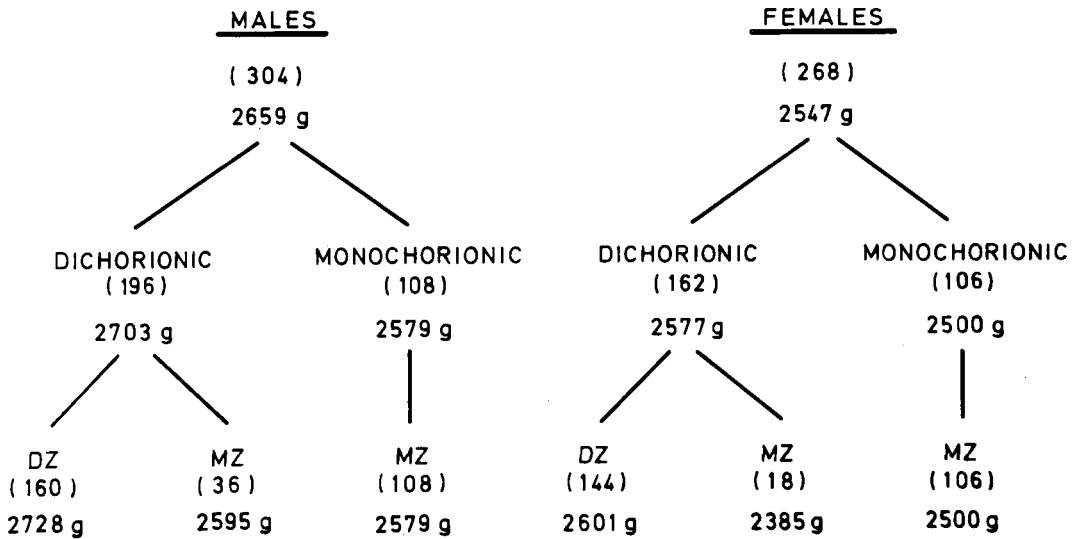 MALES
(304)
2659 g
DICHORIONIC
(196)
2703 g
MONOCHORIONIC
(108)
2579 g
DZ
(160)
2728 g
MZ
(36)
2595 g
MZ
(108)
2579 g
FEMALES
(268)
2547 g
DICHORIONIC
(162)
2577 g
MONOCHORIONIC
(106)
2500 g
DZ
(144)
2601 g
MZ
(18)
2385 g
MZ
(106)
2500 g